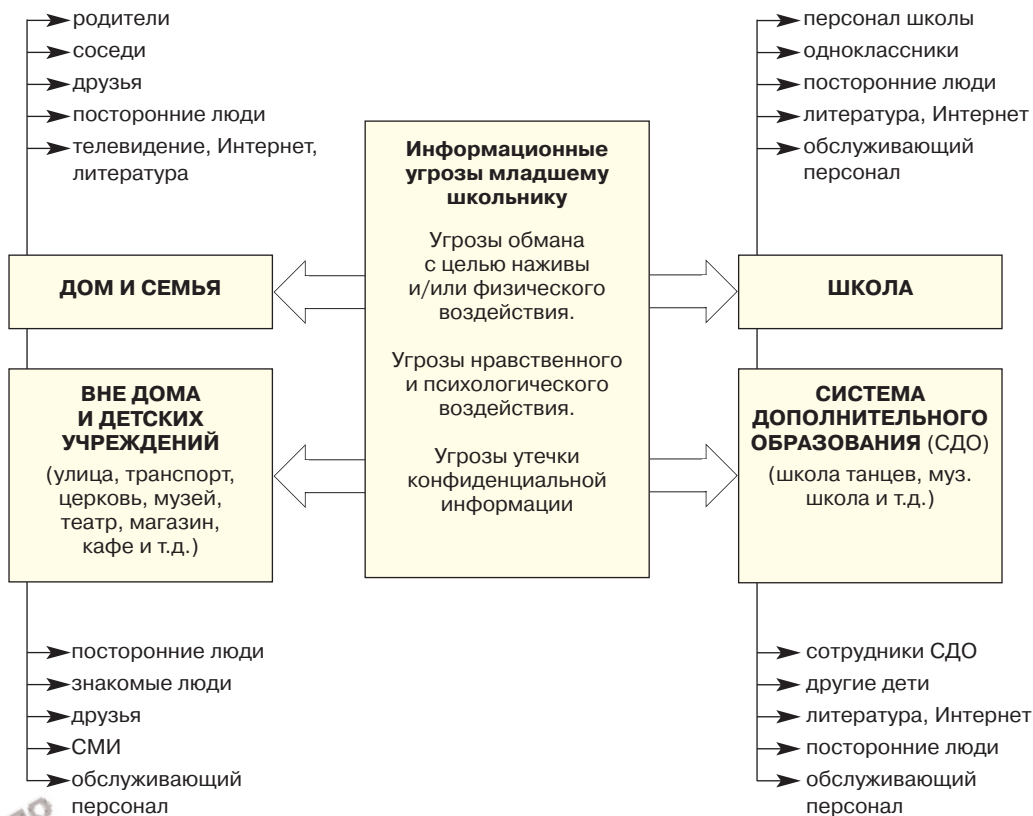 родители
соседи
друзья
посторонние люди
телевидение, Интернет,
литература
персонал школы
одноклассники
посторонние люди
литература, Интернет
обслуживающий
персонал
Информационные
угрозы младшему
школьнику
Угрозы обмана
с целью наживы
и/или физического
воздействия.
Угрозы нравственного
и психологического
воздействия.
Угрозы утечки
конфиденциальной
информации
ДОМ И СЕМЬЯ
ШКОЛА
ВНЕ ДОМА
И ДЕТСКИХ
УЧРЕЖДЕНИЙ
(улица, транспорт,
церковь, музей,
театр, магазин,
кафе и т.д.)
СИСТЕМА
ДОПОЛНИТЕЛЬНОГО
ОБРАЗОВАНИЯ (СДО)
(школа танцев, муз.
школа и т.д.)
посторонние люди
знакомые люди
друзья
СМИ
обслуживающий
персонал
сотрудники СДО
другие дети
литература, Интернет
посторонние люди
обслуживающий
персонал